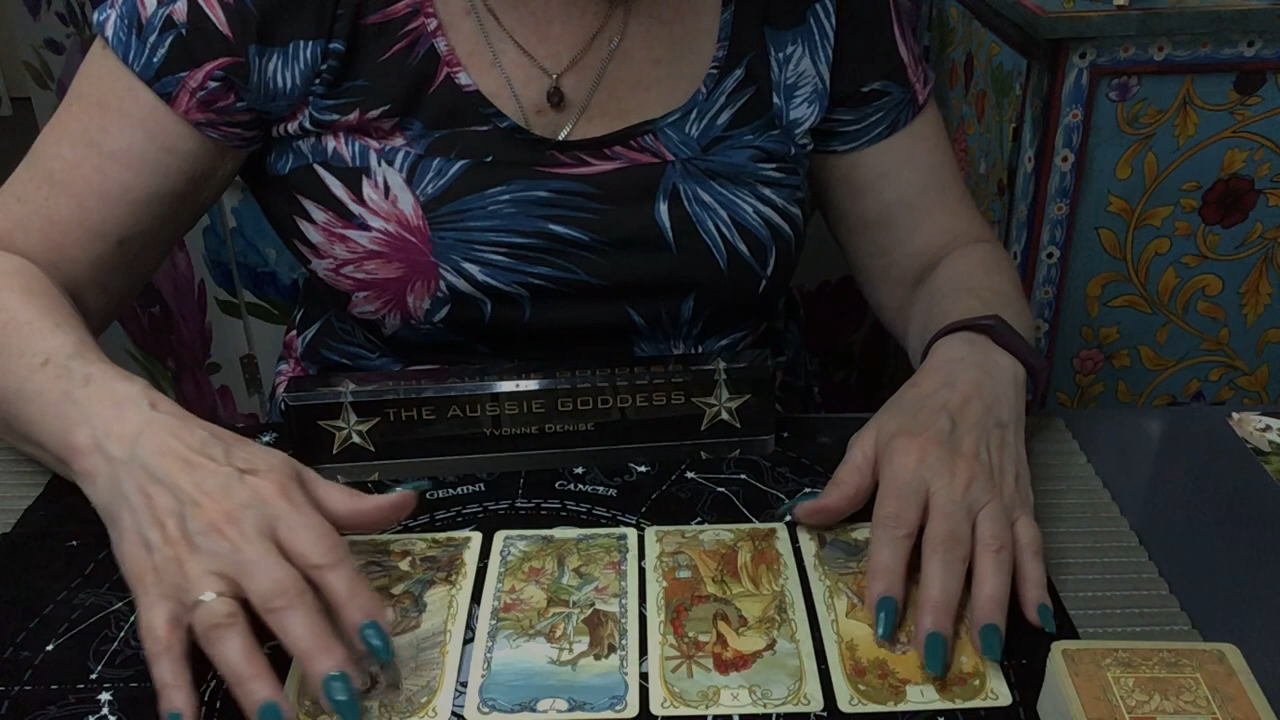 THE AUSSIE GODDESS
YVONNE DENISE
GEMINI
CANCER
X
I